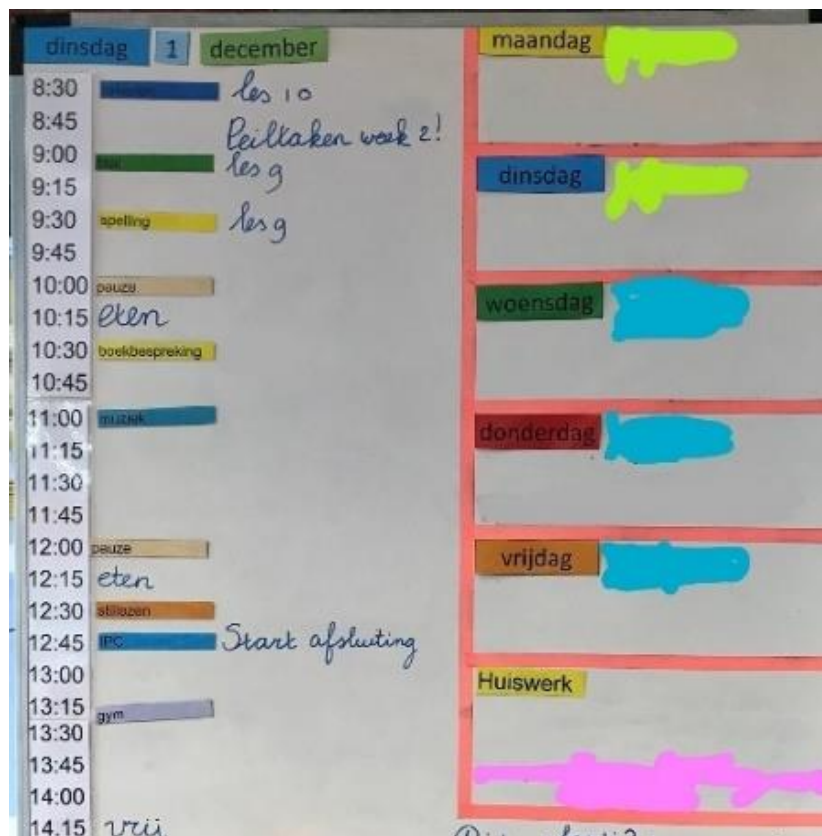 dinsdag 1 december
8:30 les 10
8:45
Peiltaken week 2!
9:00 les 9
9:15
9:30 spelling les 9
9:45
10:00 pauze
10:15 eten
10:30 boekbespreking
10:45
11:00 muziek
11:15
11:30
11:45
12:00 pauze
12:15 eten
12:30 stillezen
12:45 IPC Start afsluiting
13:00
13:15 gym
13:30
13:45
14:00
14.15 vrij
maandag
dinsdag
woensdag
donderdag
vrijdag
Huiswerk